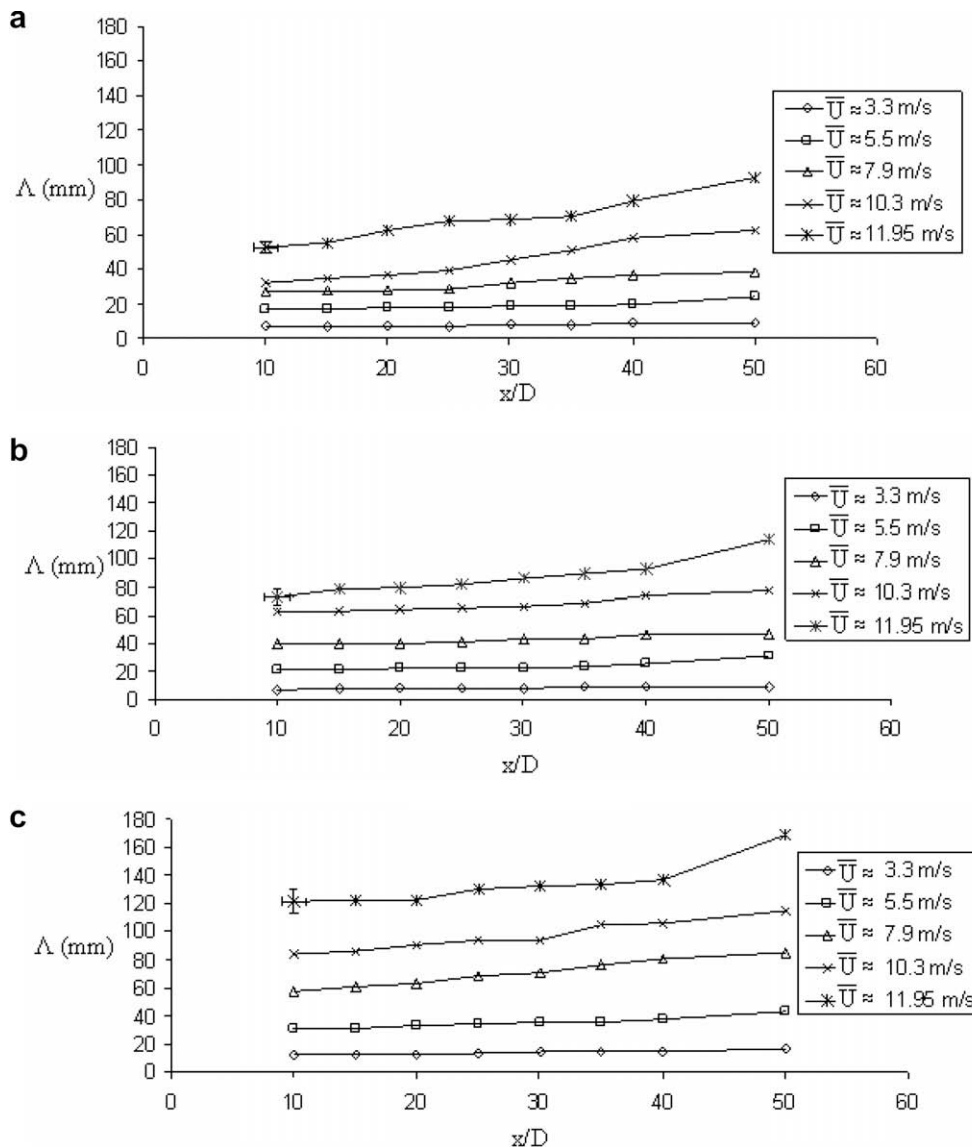 a
180
160
140
120
100
80
60
40
20
0
Λ (mm)
0 10 20 30 40 50 60
x/D
U̅ ≈ 3.3 m/s
U̅ ≈ 5.5 m/s
U̅ ≈ 7.9 m/s
U̅ ≈ 10.3 m/s
U̅ ≈ 11.95 m/s
b
180
160
140
120
100
80
60
40
20
0
Λ (mm)
0 10 20 30 40 50 60
x/D
U̅ ≈ 3.3 m/s
U̅ ≈ 5.5 m/s
U̅ ≈ 7.9 m/s
U̅ ≈ 10.3 m/s
U̅ ≈ 11.95 m/s
c
180
160
140
120
100
80
60
40
20
0
Λ (mm)
0 10 20 30 40 50 60
x/D
U̅ ≈ 3.3 m/s
U̅ ≈ 5.5 m/s
U̅ ≈ 7.9 m/s
U̅ ≈ 10.3 m/s
U̅ ≈ 11.95 m/s